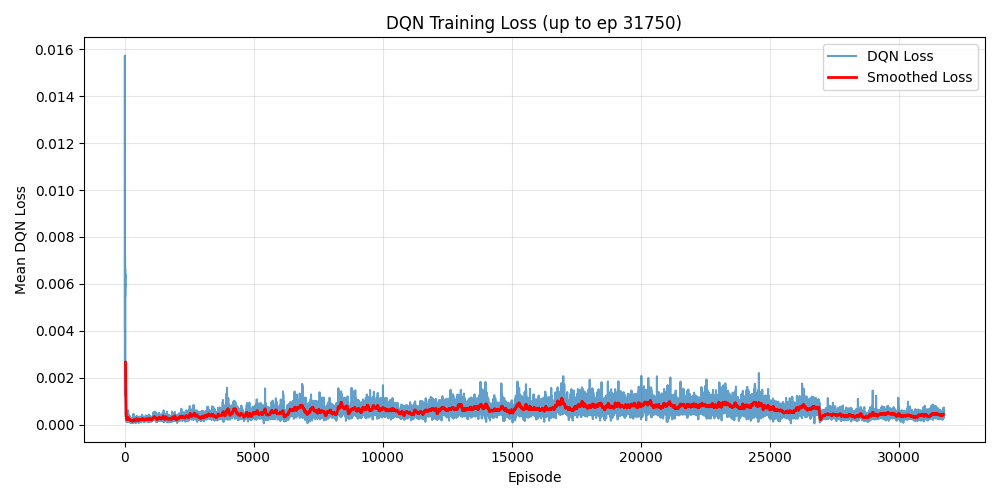 DQN Training Loss (up to ep 31750)
DQN Loss
Smoothed Loss
Mean DQN Loss
0.016
0.014
0.012
0.010
0.008
0.006
0.004
0.002
0.000
0 5000 10000 15000 20000 25000 30000
Episode